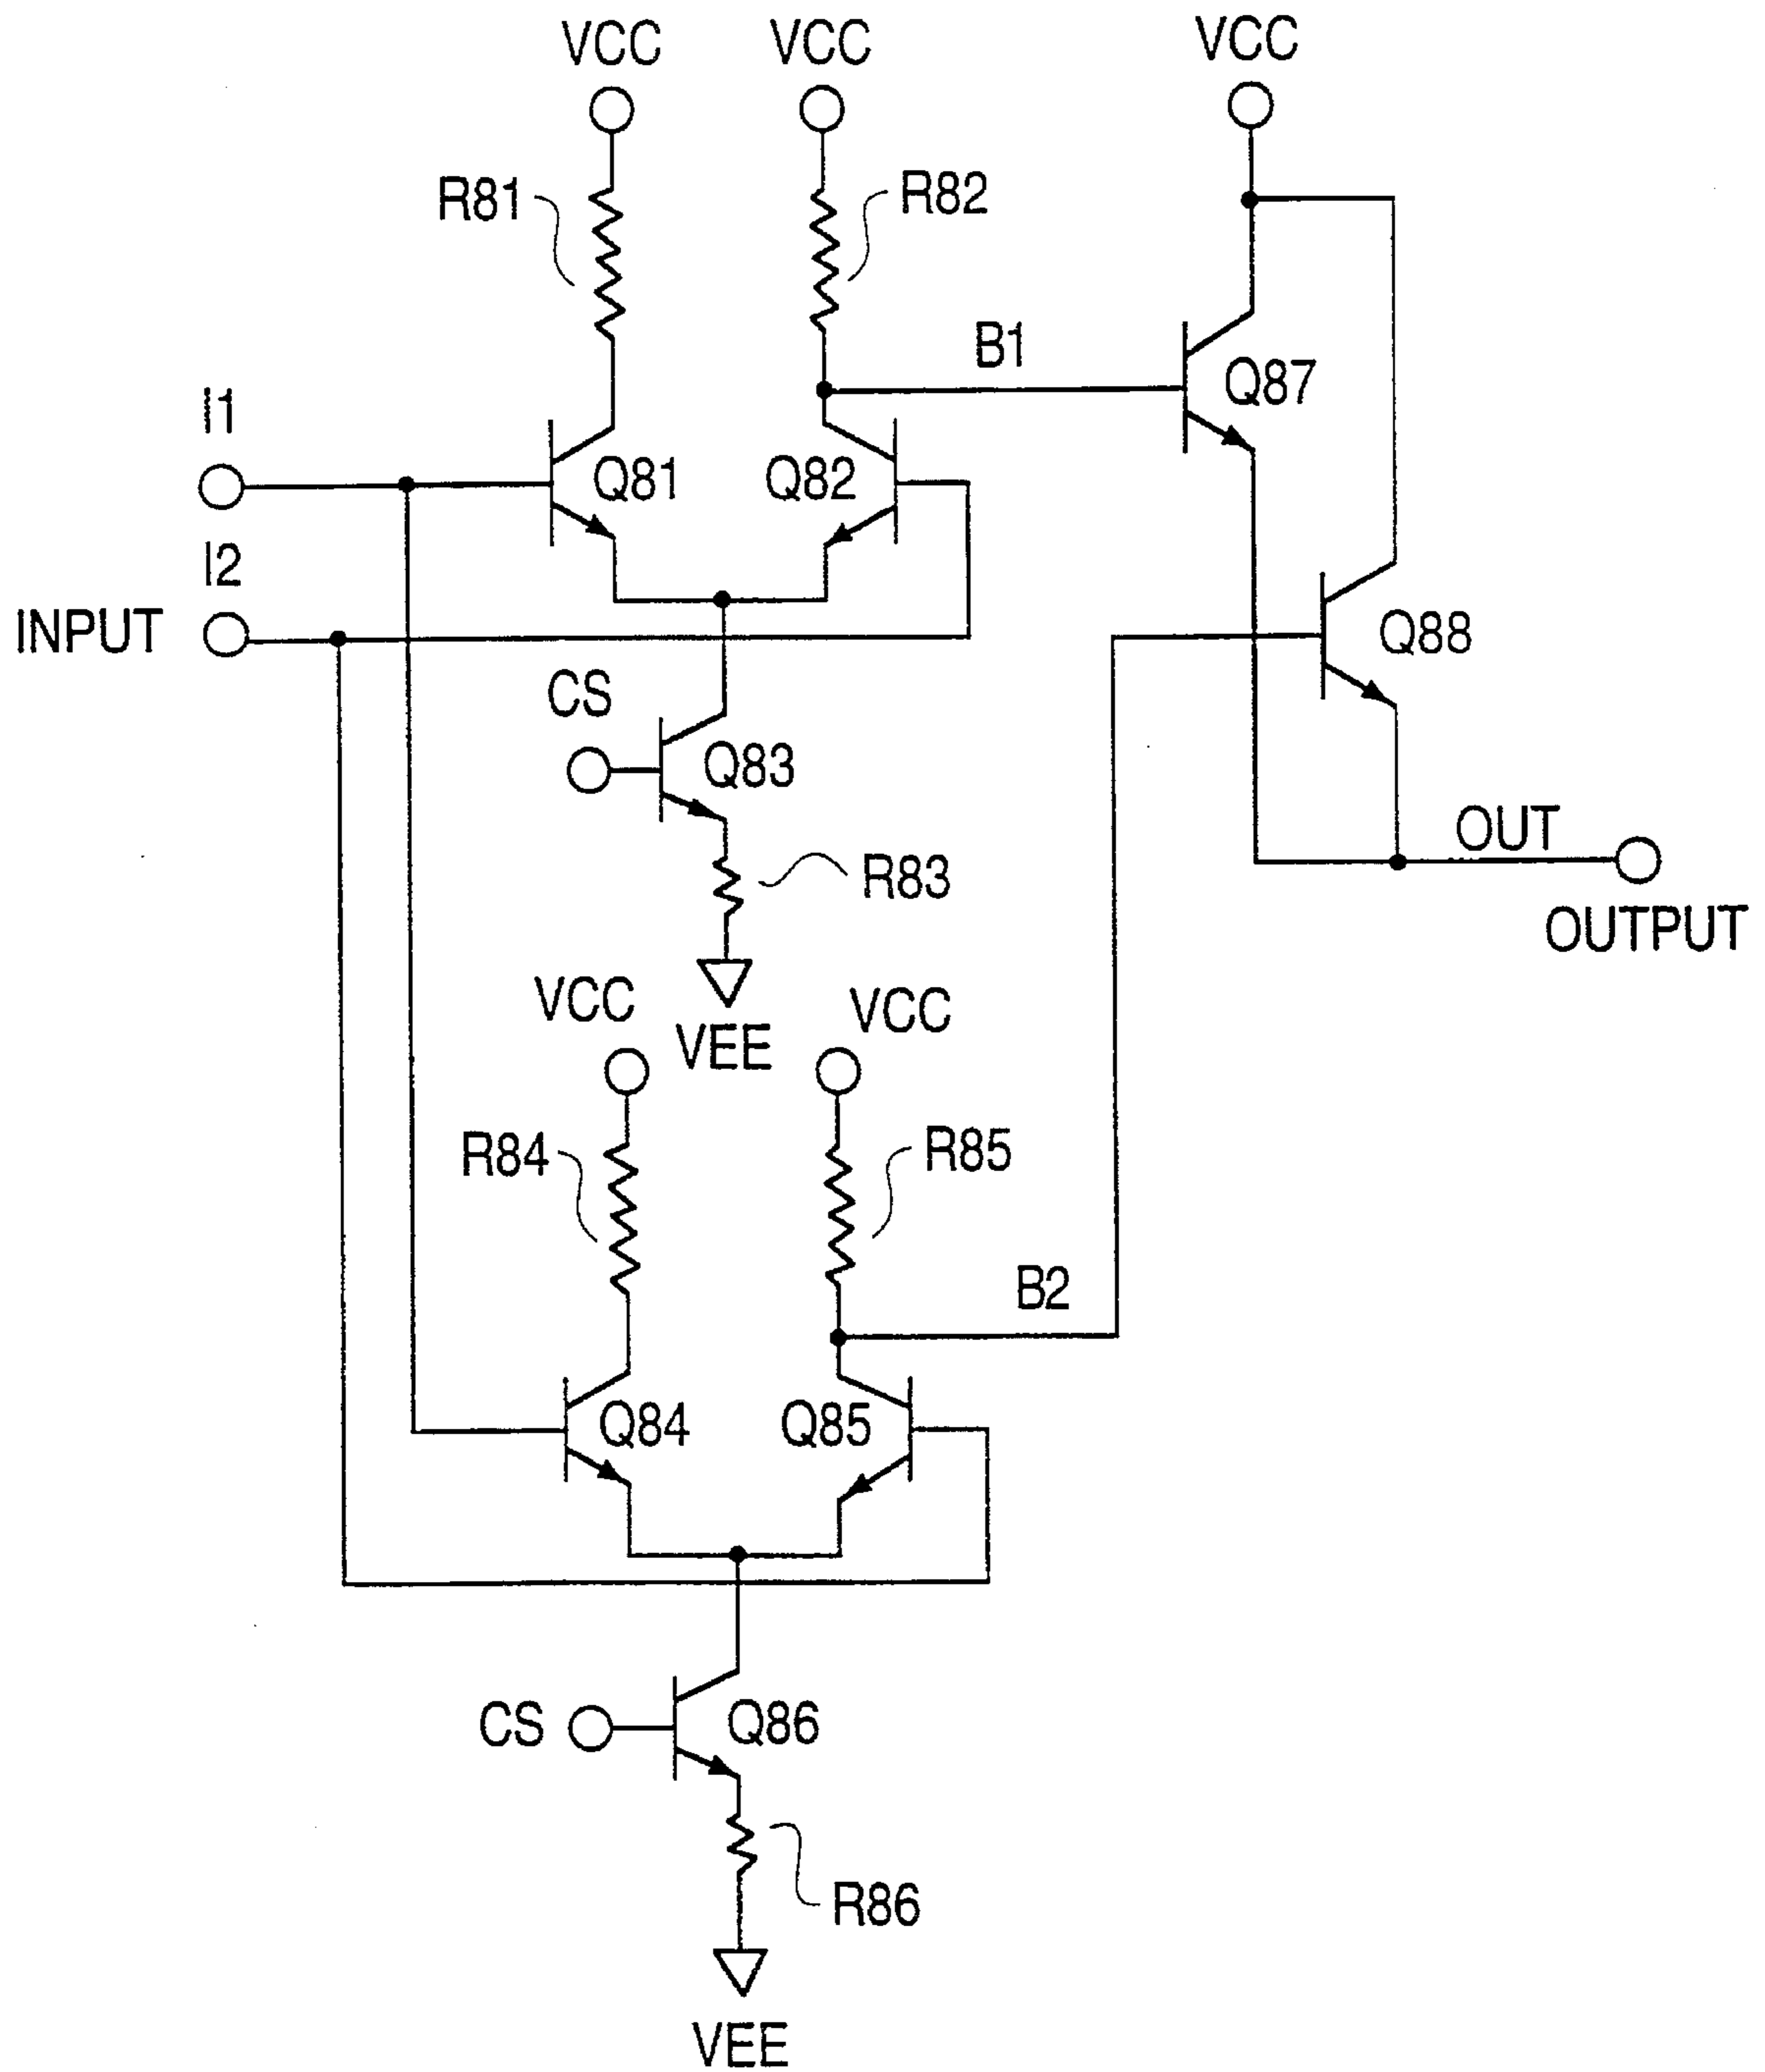 VCC VCC VCC
R81 R82
B1
Q87
I1
Q81 Q82
I2
INPUT
Q88
CS
Q83
OUT
R83
OUTPUT
VCC VCC
VEE
R84 R85
B2
Q84 Q85
CS Q86
R86
VEE